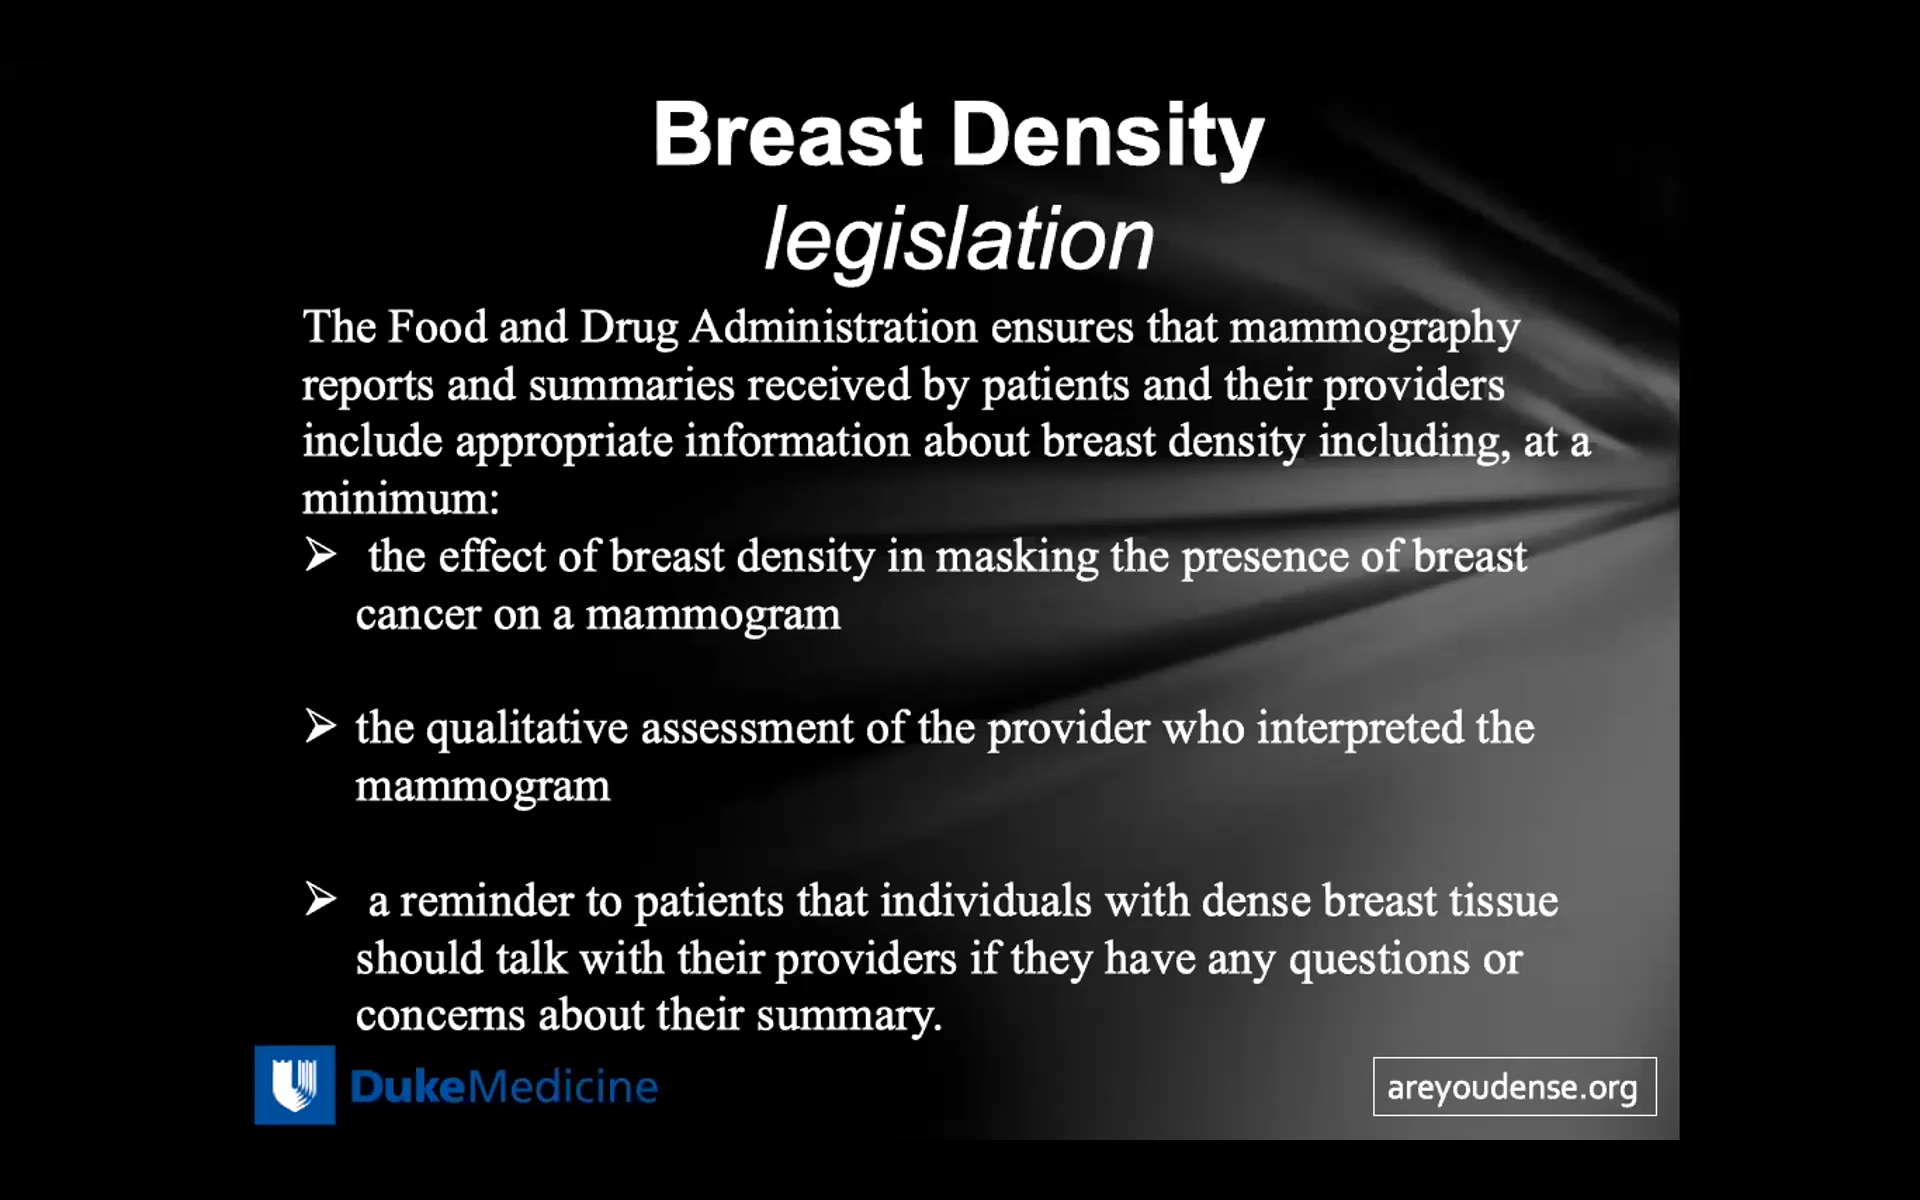 Breast Density
legislation
The Food and Drug Administration ensures that mammography
reports and summaries received by patients and their providers
include appropriate information about breast density including, at a
minimum:
➢ the effect of breast density in masking the presence of breast
cancer on a mammogram
➢ the qualitative assessment of the provider who interpreted the
mammogram
➢ a reminder to patients that individuals with dense breast tissue
should talk with their providers if they have any questions or
concerns about their summary.
DukeMedicine
areyoudense.org